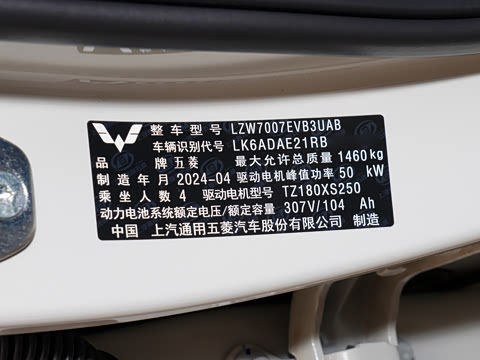 整车型号 LZW7007EVB3UAB
车辆识别代号 LK6ADAE21RB
品牌 五菱 最大允许总质量 1460kg
制造年月 2024-04 驱动电机峰值功率 50 kW
乘坐人数 4 驱动电机型号 TZ180XS250
动力电池系统额定电压/额定容量 307V/104 Ah
中国 上汽通用五菱汽车股份有限公司 制造